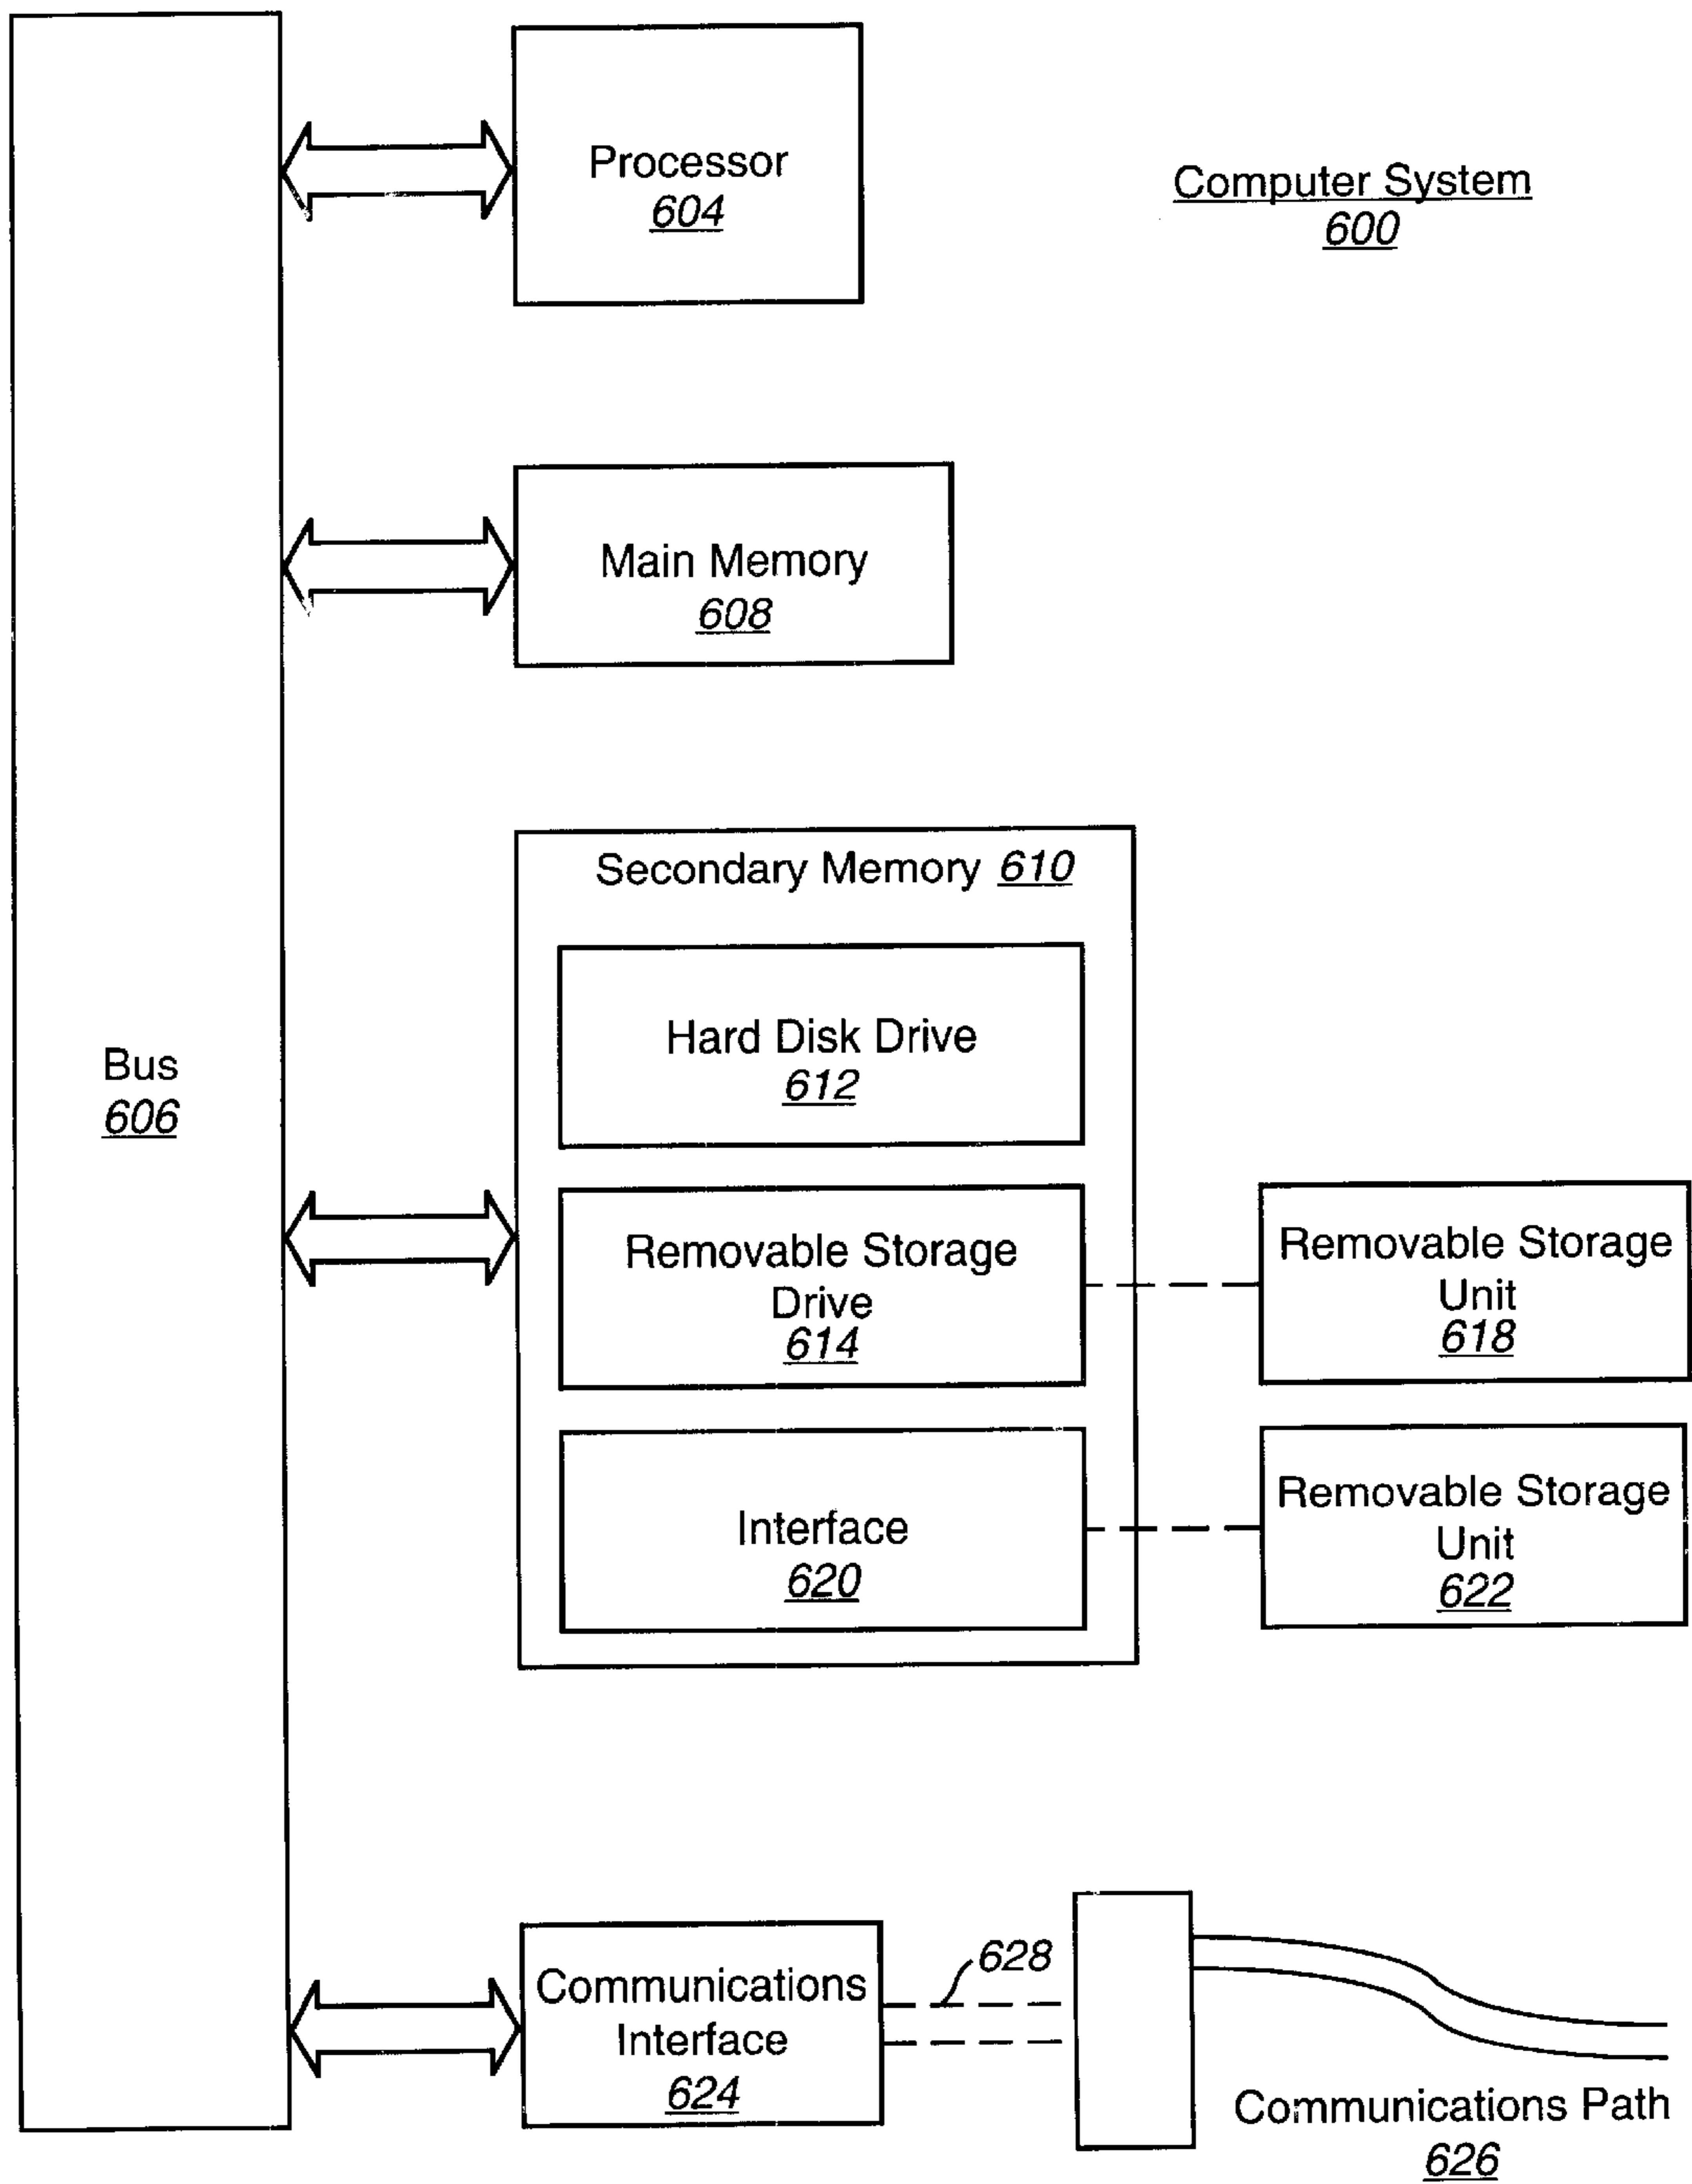 Processor
604
Computer System
600
Main Memory
608
Secondary Memory 610
Hard Disk Drive
612
Bus
606
Removable Storage
Drive
614
Removable Storage
Unit
618
Interface
620
Removable Storage
Unit
622
628
Communications
Interface
624
Communications Path
626